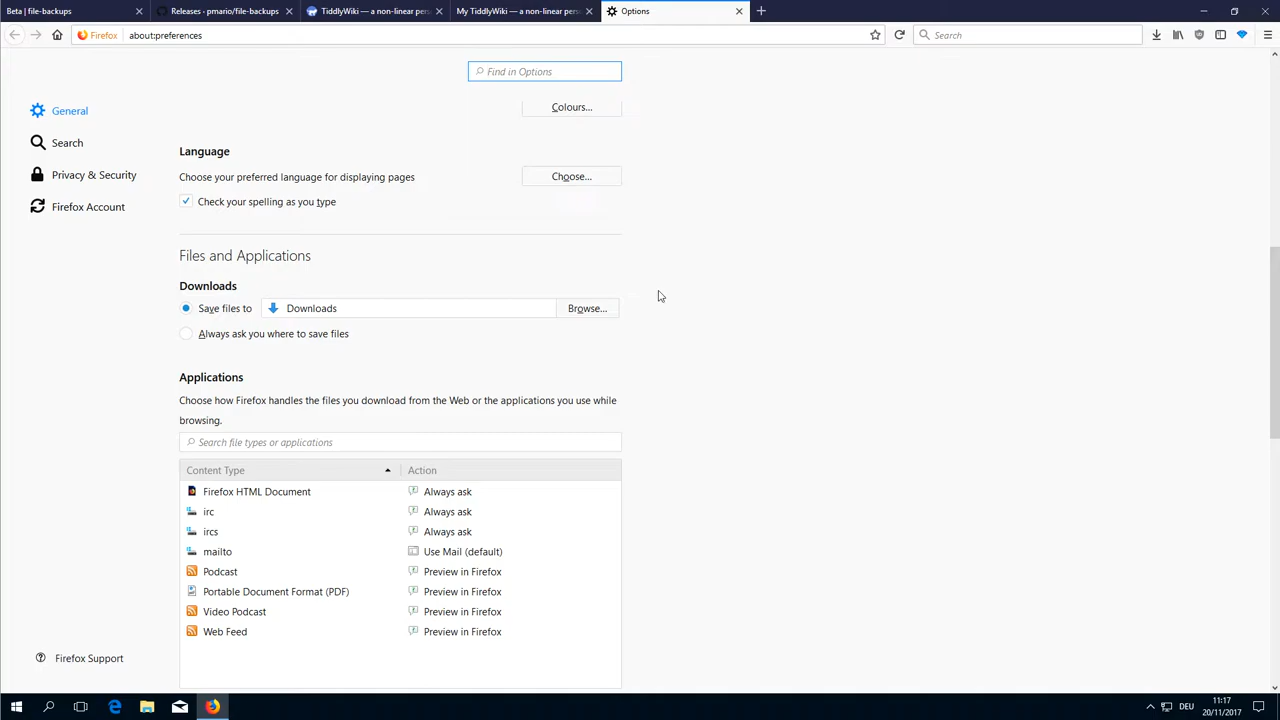 Beta | file-backups
Releases - pmario/file-backups
TiddlyWiki — a non-linear perso
My TiddlyWiki — a non-linear perso
Options
Firefox
about:preferences
Search
Find in Options
General
Search
Privacy & Security
Firefox Account
Colours...
Language
Choose your preferred language for displaying pages
Choose...
Check your spelling as you type
Files and Applications
Downloads
Save files to
Downloads
Browse...
Always ask you where to save files
Applications
Choose how Firefox handles the files you download from the Web or the applications you use while
browsing.
Search file types or applications
Content Type Action
Firefox HTML Document Always ask
irc Always ask
ircs Always ask
mailto Use Mail (default)
Podcast Preview in Firefox
Portable Document Format (PDF) Preview in Firefox
Video Podcast Preview in Firefox
Web Feed Preview in Firefox
Firefox Support
DEU
11:17
20/11/2017